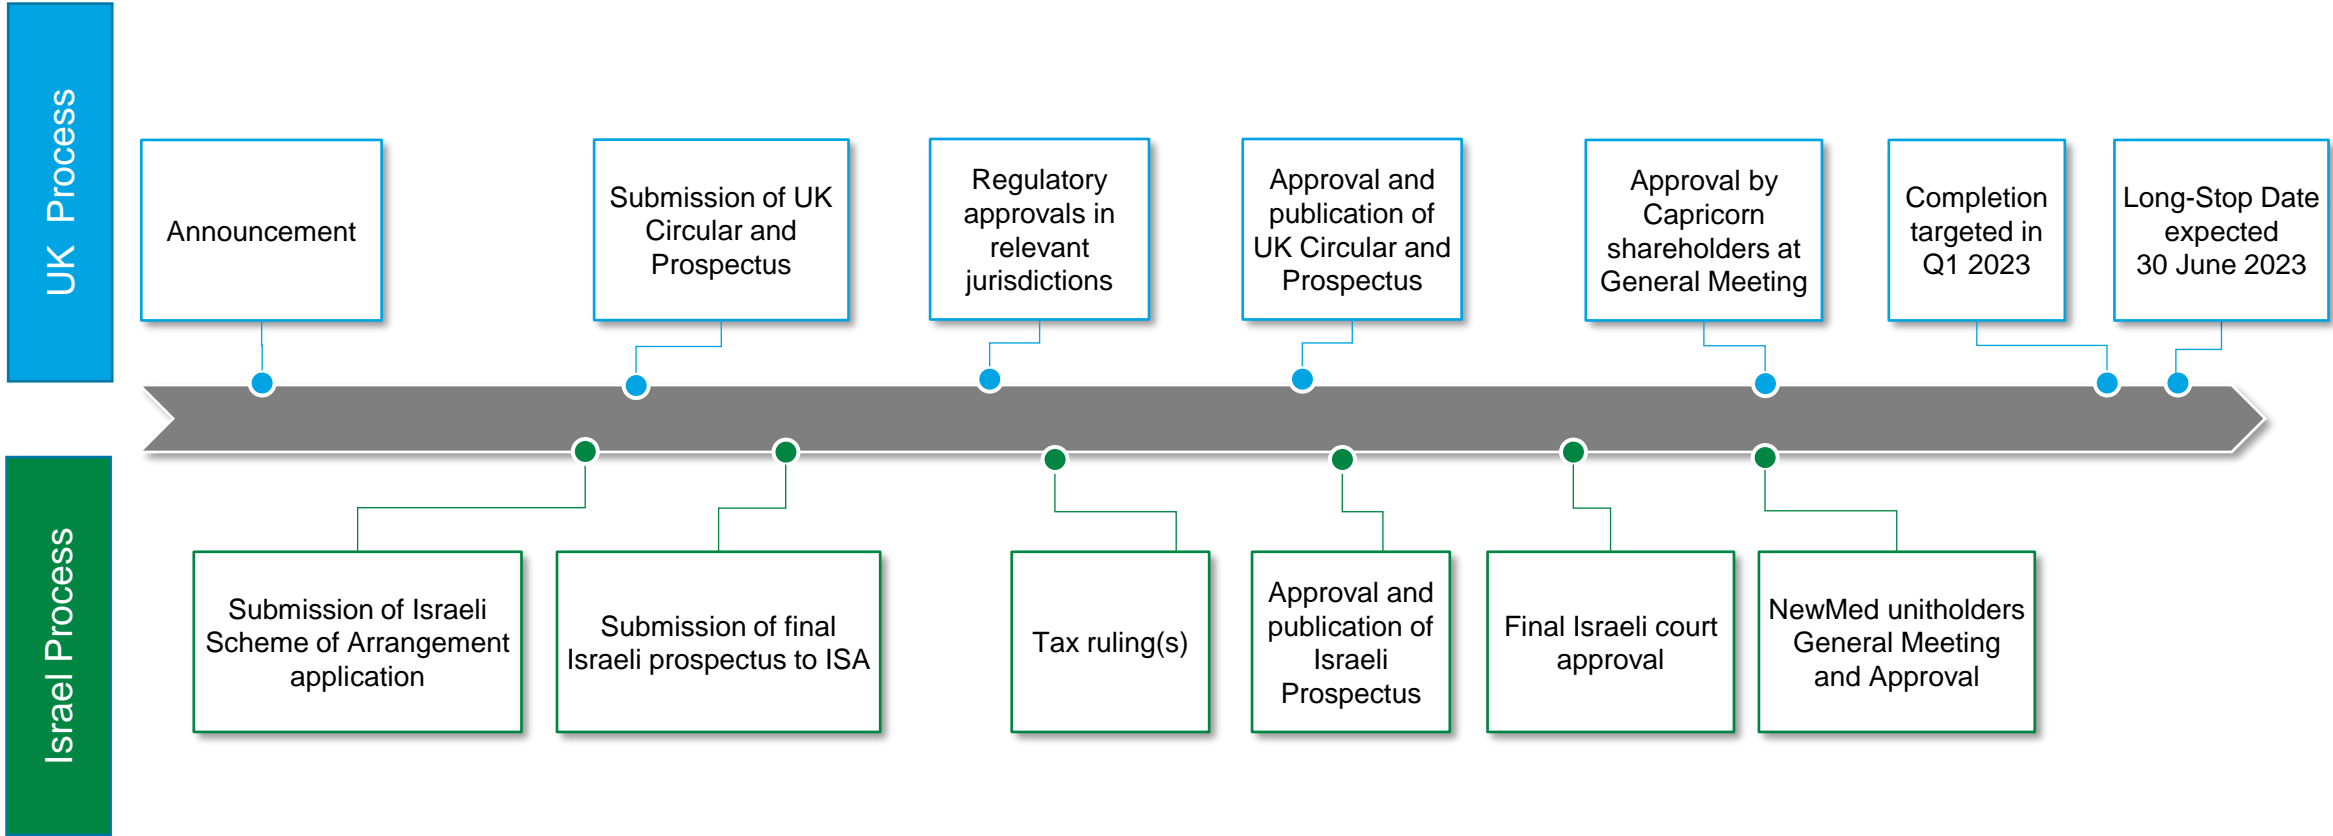 UK Process
Announcement
Submission of UK
Circular and
Prospectus
Regulatory
approvals in
relevant
jurisdictions
Approval and
publication of
UK Circular and
Prospectus
Approval by
Capricorn
shareholders at
General Meeting
Completion
targeted in
Q1 2023
Long-Stop Date
expected
30 June 2023
Israel Process
Submission of Israeli
Scheme of Arrangement
application
Submission of final
Israeli prospectus to ISA
Tax ruling(s)
Approval and
publication of
Israeli
Prospectus
Final Israeli court
approval
NewMed unitholders
General Meeting
and Approval